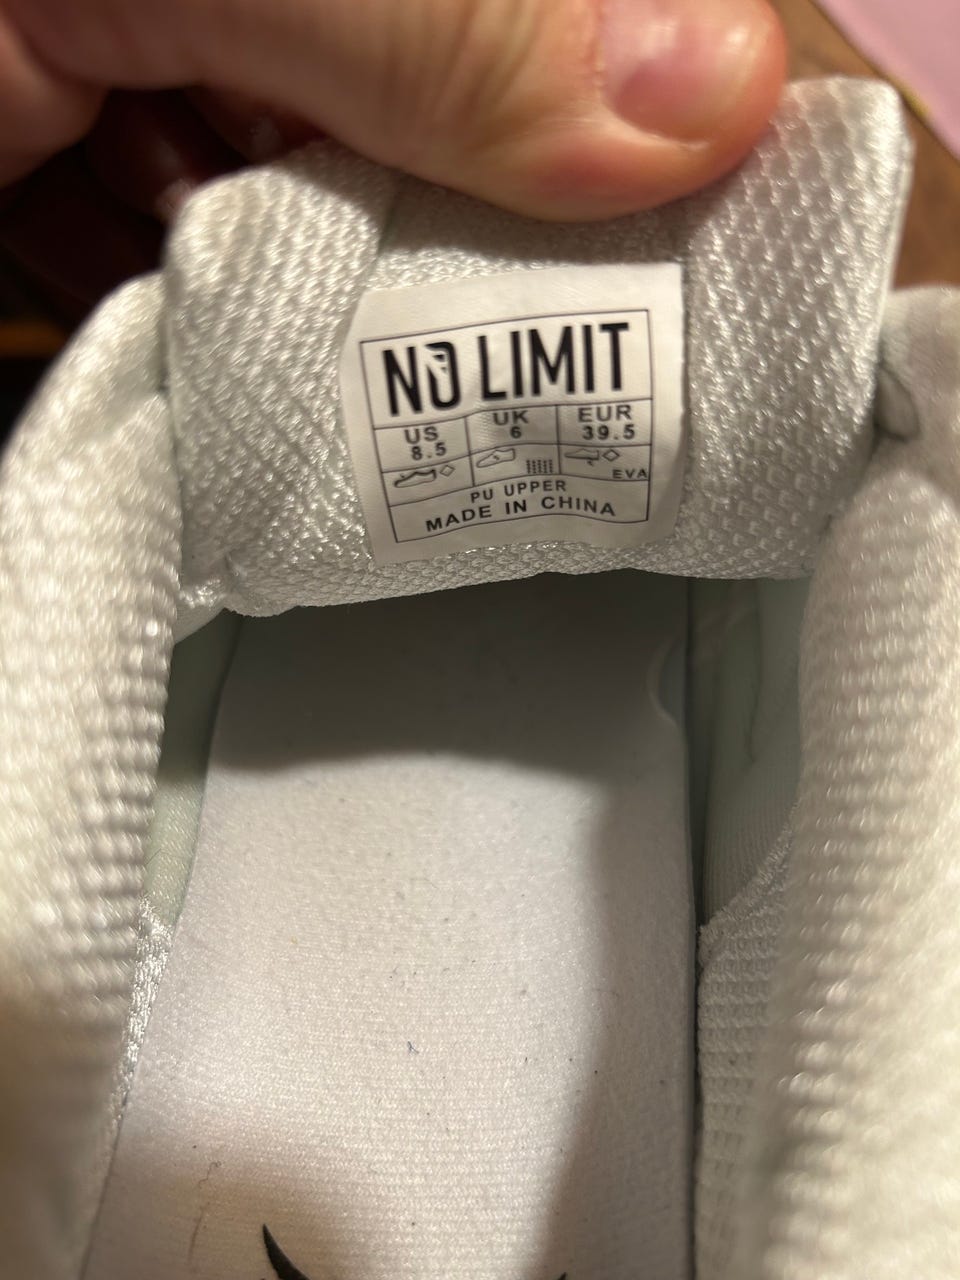 NO LIMIT
US UK EUR
8.5 6 39.5
EVA
PU UPPER
MADE IN CHINA